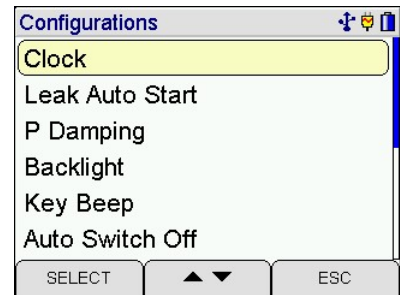 Configurations
Clock
Leak Auto Start
P Damping
Backlight
Key Beep
Auto Switch Off
SELECT ▲ ▼ ESC